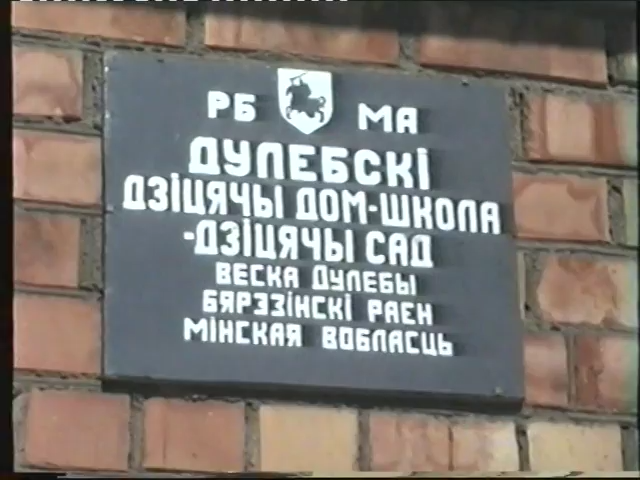 РБ МА
ДУЛЕБСКІ
ДЗІЦЯЧЫ ДОМ-ШКОЛА
-ДЗІЦЯЧЫ САД
ВЕСКА ДУЛЕБЫ
БЯРЭЗІНСКІ РАЕН
МІНСКАЯ ВОБЛАСЦЬ